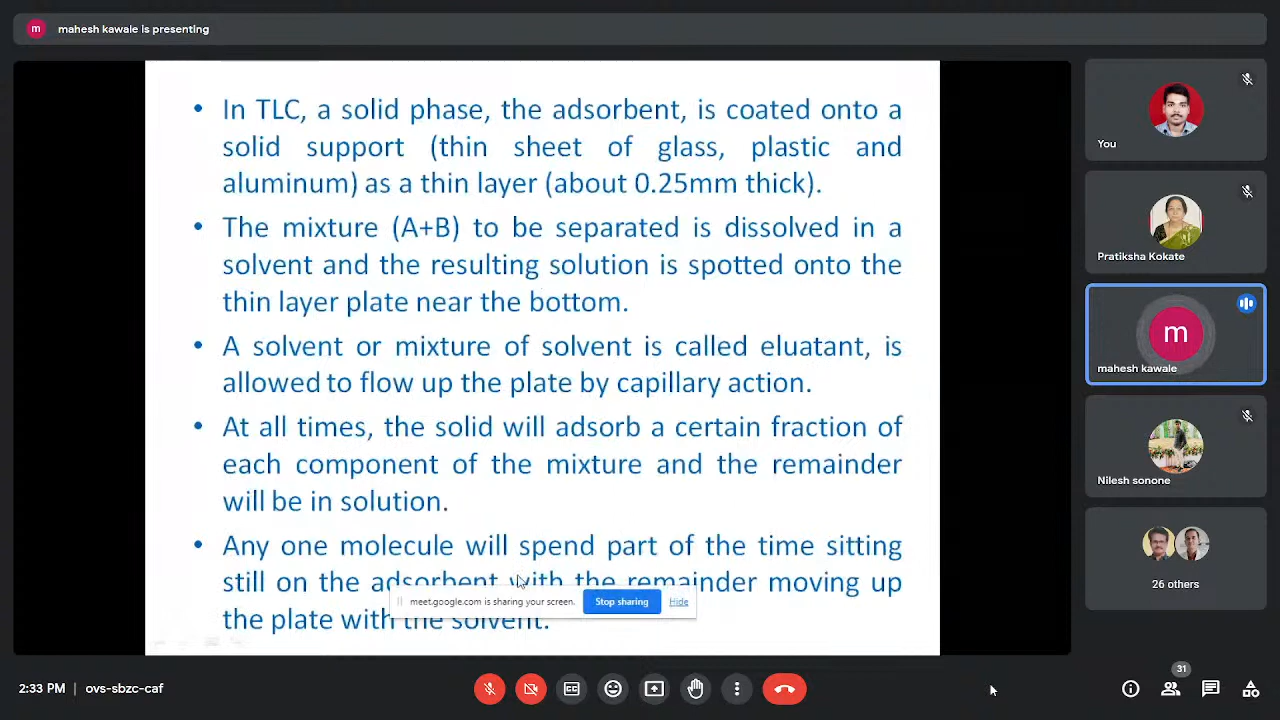 m mahesh kawale is presenting
• In TLC, a solid phase, the adsorbent, is coated onto a
solid support (thin sheet of glass, plastic and
aluminum) as a thin layer (about 0.25mm thick).
• The mixture (A+B) to be separated is dissolved in a
solvent and the resulting solution is spotted onto the
thin layer plate near the bottom.
• A solvent or mixture of solvent is called eluatant, is
allowed to flow up the plate by capillary action.
• At all times, the solid will adsorb a certain fraction of
each component of the mixture and the remainder
will be in solution.
• Any one molecule will spend part of the time sitting
still on the adsorbent with the remainder moving up
the plate with the solvent.
meet.google.com is sharing your screen. Stop sharing Hide
You
Pratiksha Kokate
m
mahesh kawale
Nilesh sonone
26 others
2:33 PM | ovs-sbzc-caf
31